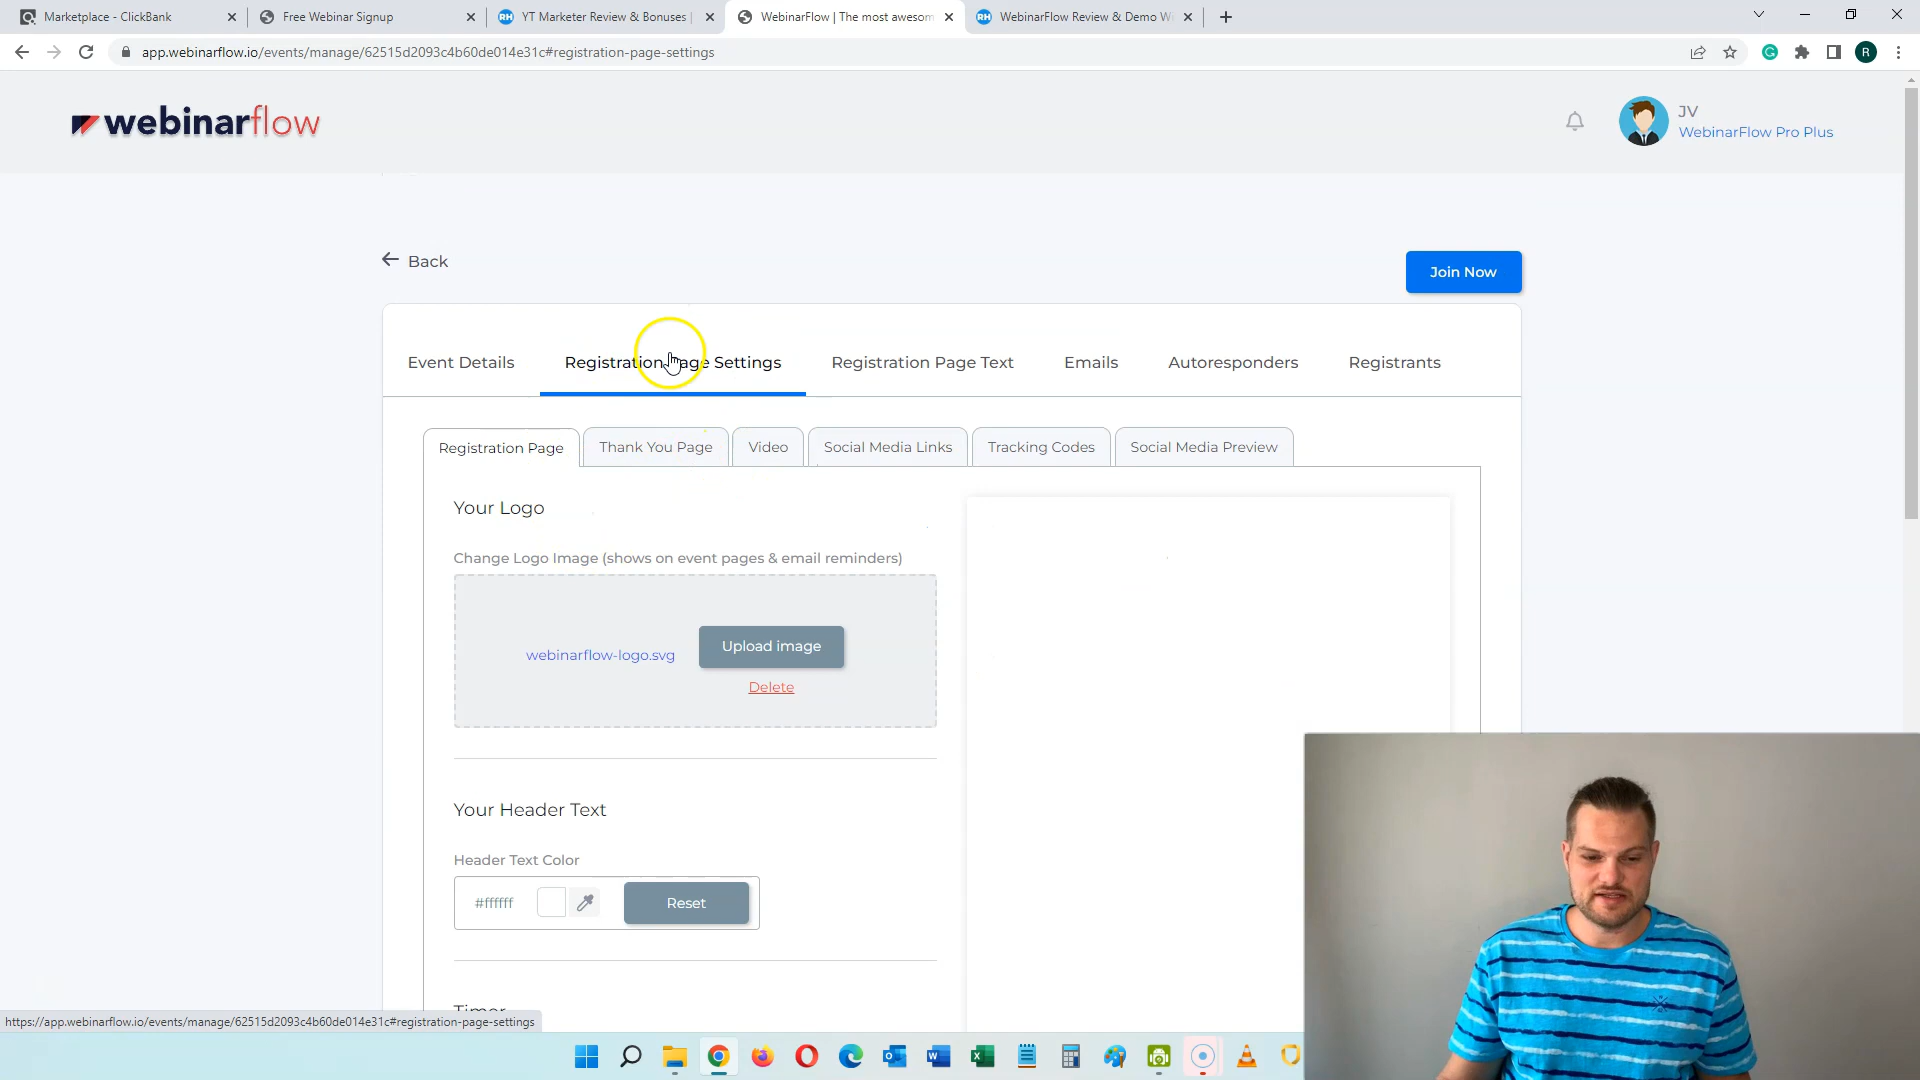 Marketplace - ClickBank
Free Webinar Signup
YT Marketer Review & Bonuses |
WebinarFlow | The most aweson
WebinarFlow Review & Demo W
app.webinarflow.io/events/manage/62515d2093c4b60de014e31c#registration-page-settings
R
webinarflow
JV
WebinarFlow Pro Plus
Back
Join Now
Event Details
Registration Page Settings
Registration Page Text
Emails
Autoresponders
Registrants
Registration Page
Thank You Page
Video
Social Media Links
Tracking Codes
Social Media Preview
Your Logo
Change Logo Image (shows on event pages & email reminders)
webinarflow-logo.svg
Upload image
Delete
Your Header Text
Header Text Color
#ffffff
Reset
Timer
https://app.webinarflow.io/events/manage/62515d2093c4b60de014e31c#registration-page-settings